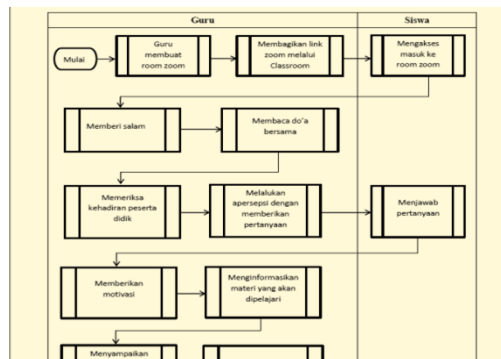 Guru
Siswa
Mulai
Guru
membuat
room zoom
Membagikan link
zoom melalui
Classroom
Mengakses
masuk ke
room zoom
Memberi salam
Membaca do'a
bersama
Memeriksa
kehadiran peserta
didik
Melalukan
apersepsi dengan
memberikan
pertanyaan
Menjawab
pertanyaan
Memberikan
motivasi
Menginformasikan
materi yang akan
dipelajari
Menyampaikan